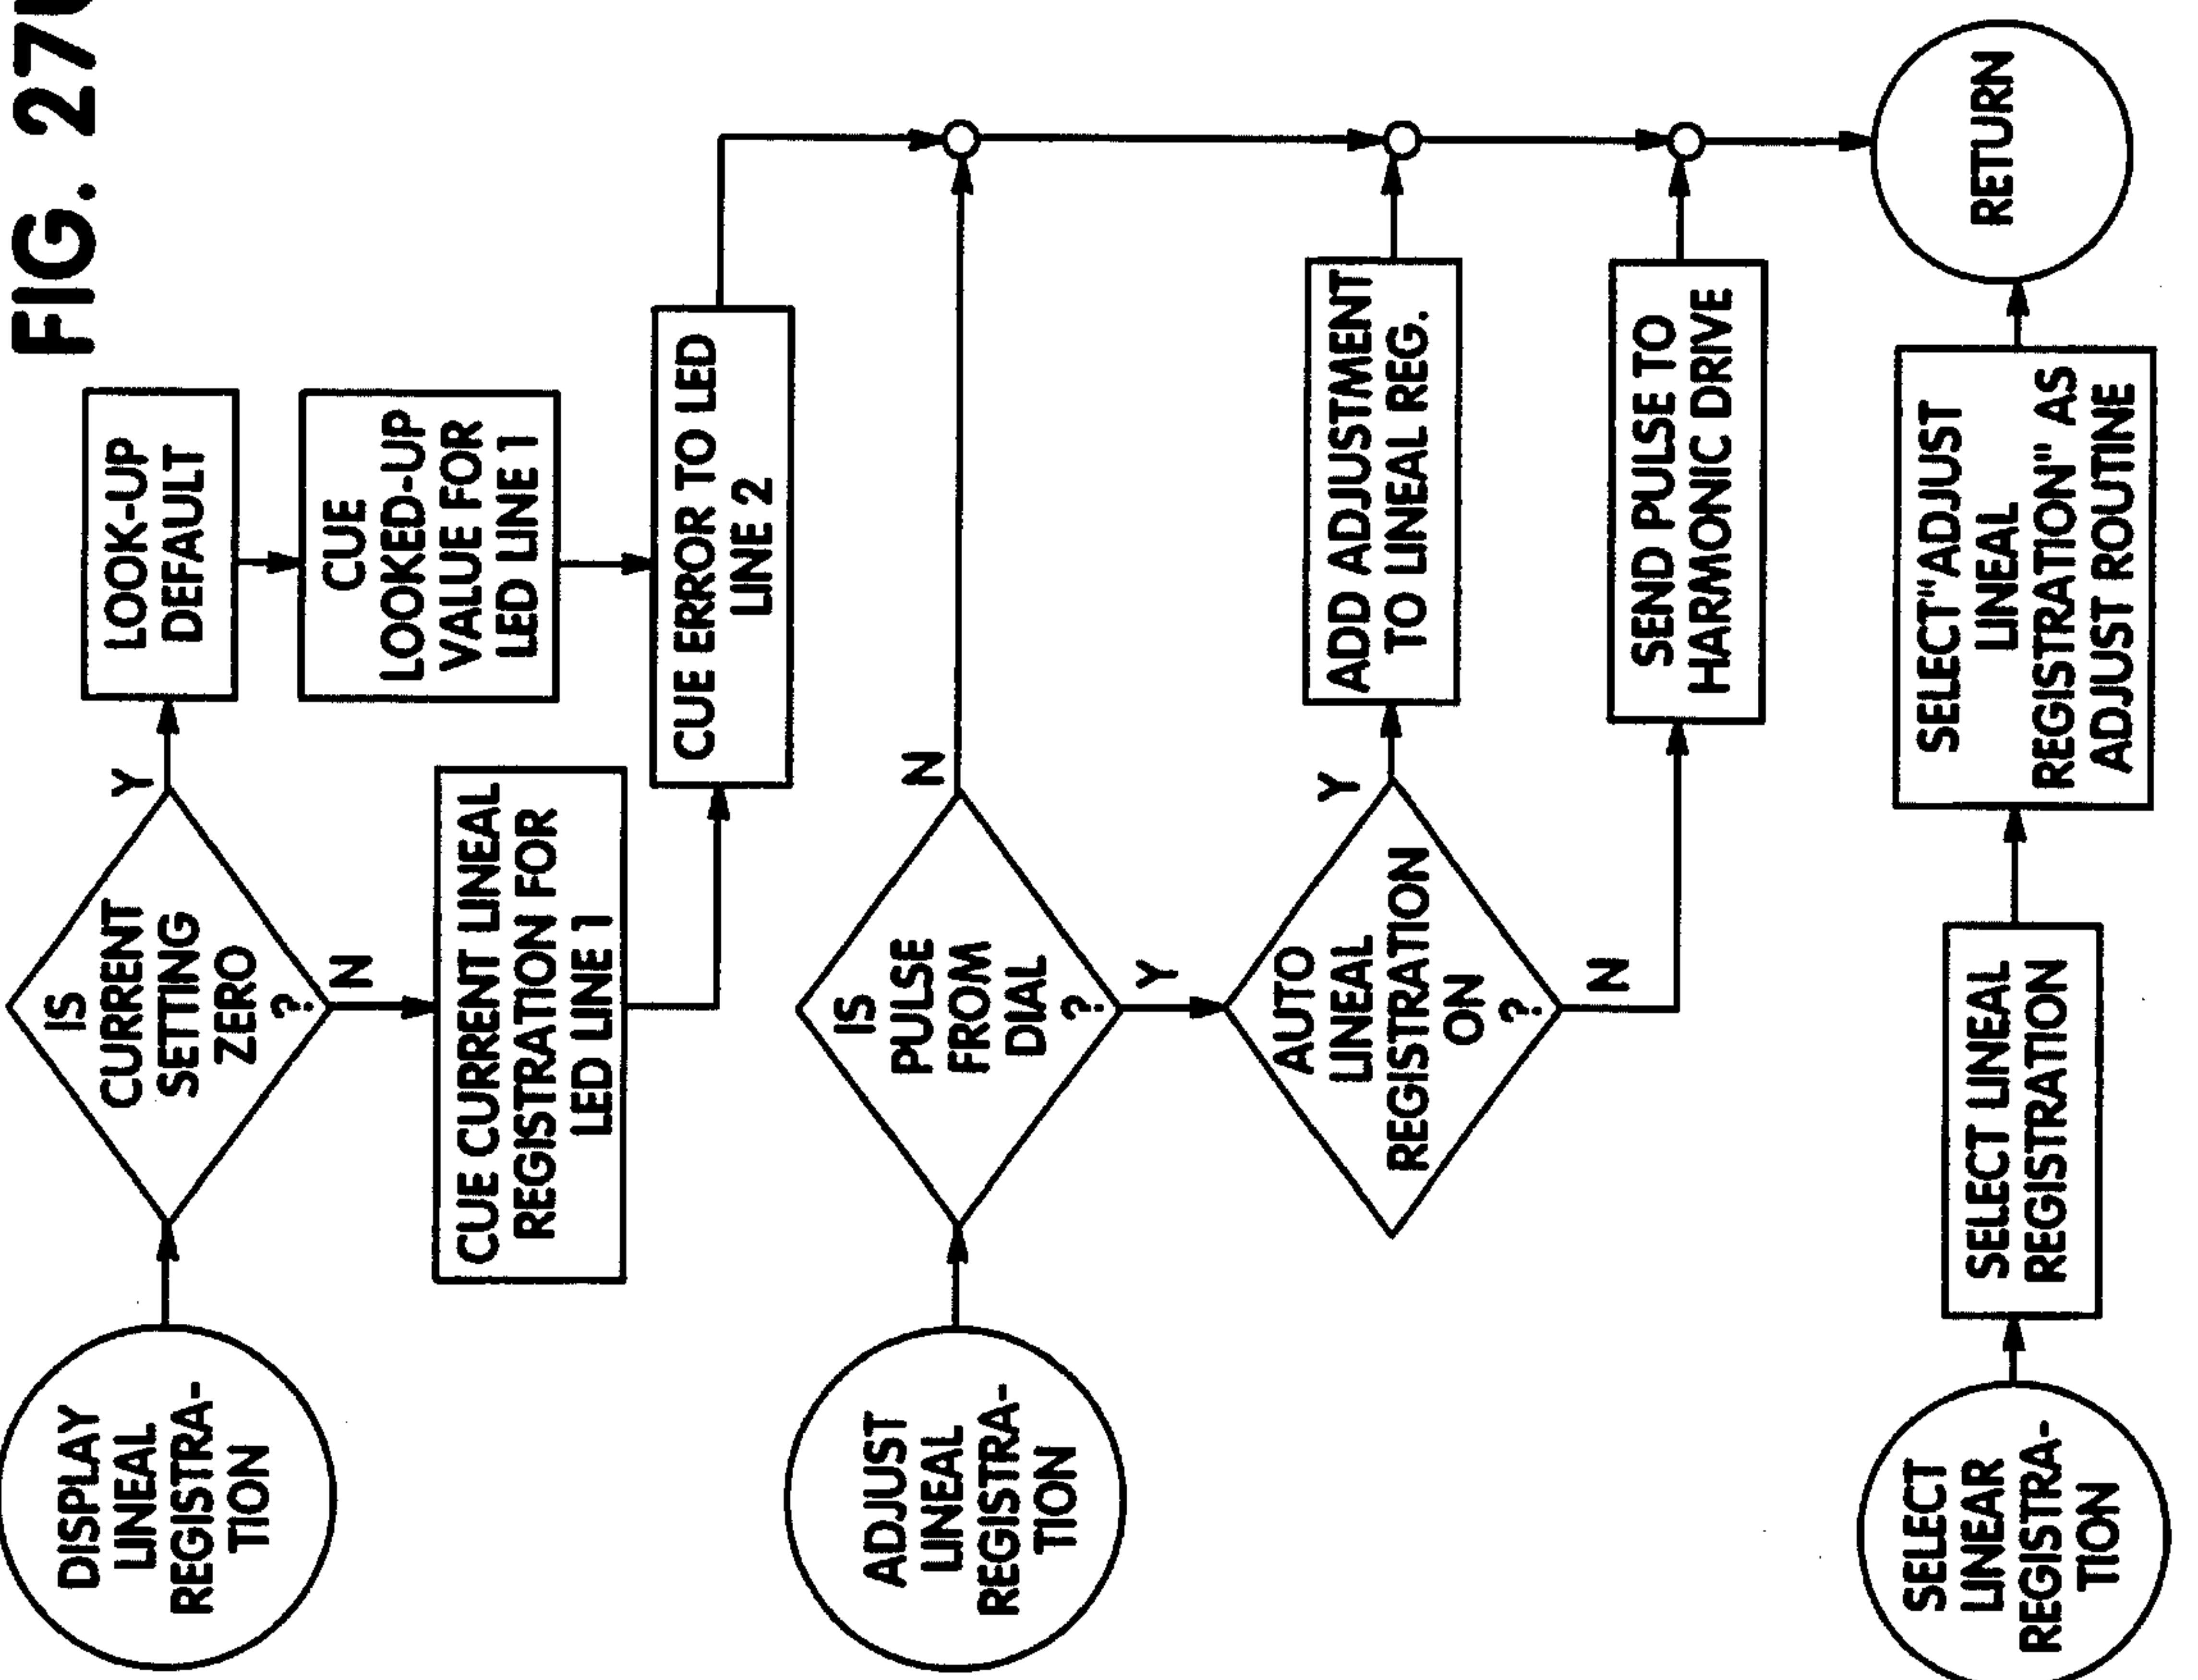 FIG. 27
DISPLAY
LINEAL
REGISTRA-
TION
IS
CURRENT
SETTING
ZERO
?
Y
N
LOOK-UP
DEFAULT
CUE
LOOKED-UP
VALUE FOR
LED LINE 1
CUE CURRENT LINEAL
REGISTRATION FOR
LED LINE 1
CUE ERROR TO LED
LINE 2
ADJUST
LINEAL
REGISTRA-
TION
IS
PULSE
FROM
DIAL
?
N
Y
AUTO
LINEAL
REGISTRATION
ON
?
Y
N
ADD ADJUSTMENT
TO LINEAL REG.
SEND PULSE TO
HARMONIC DRIVE
SELECT
LINEAR
REGISTRA-
TION
SELECT LINEAL
REGISTRATION
SELECT"ADJUST
LINEAL
REGISTRATION" AS
ADJUST ROUTINE
RETURN